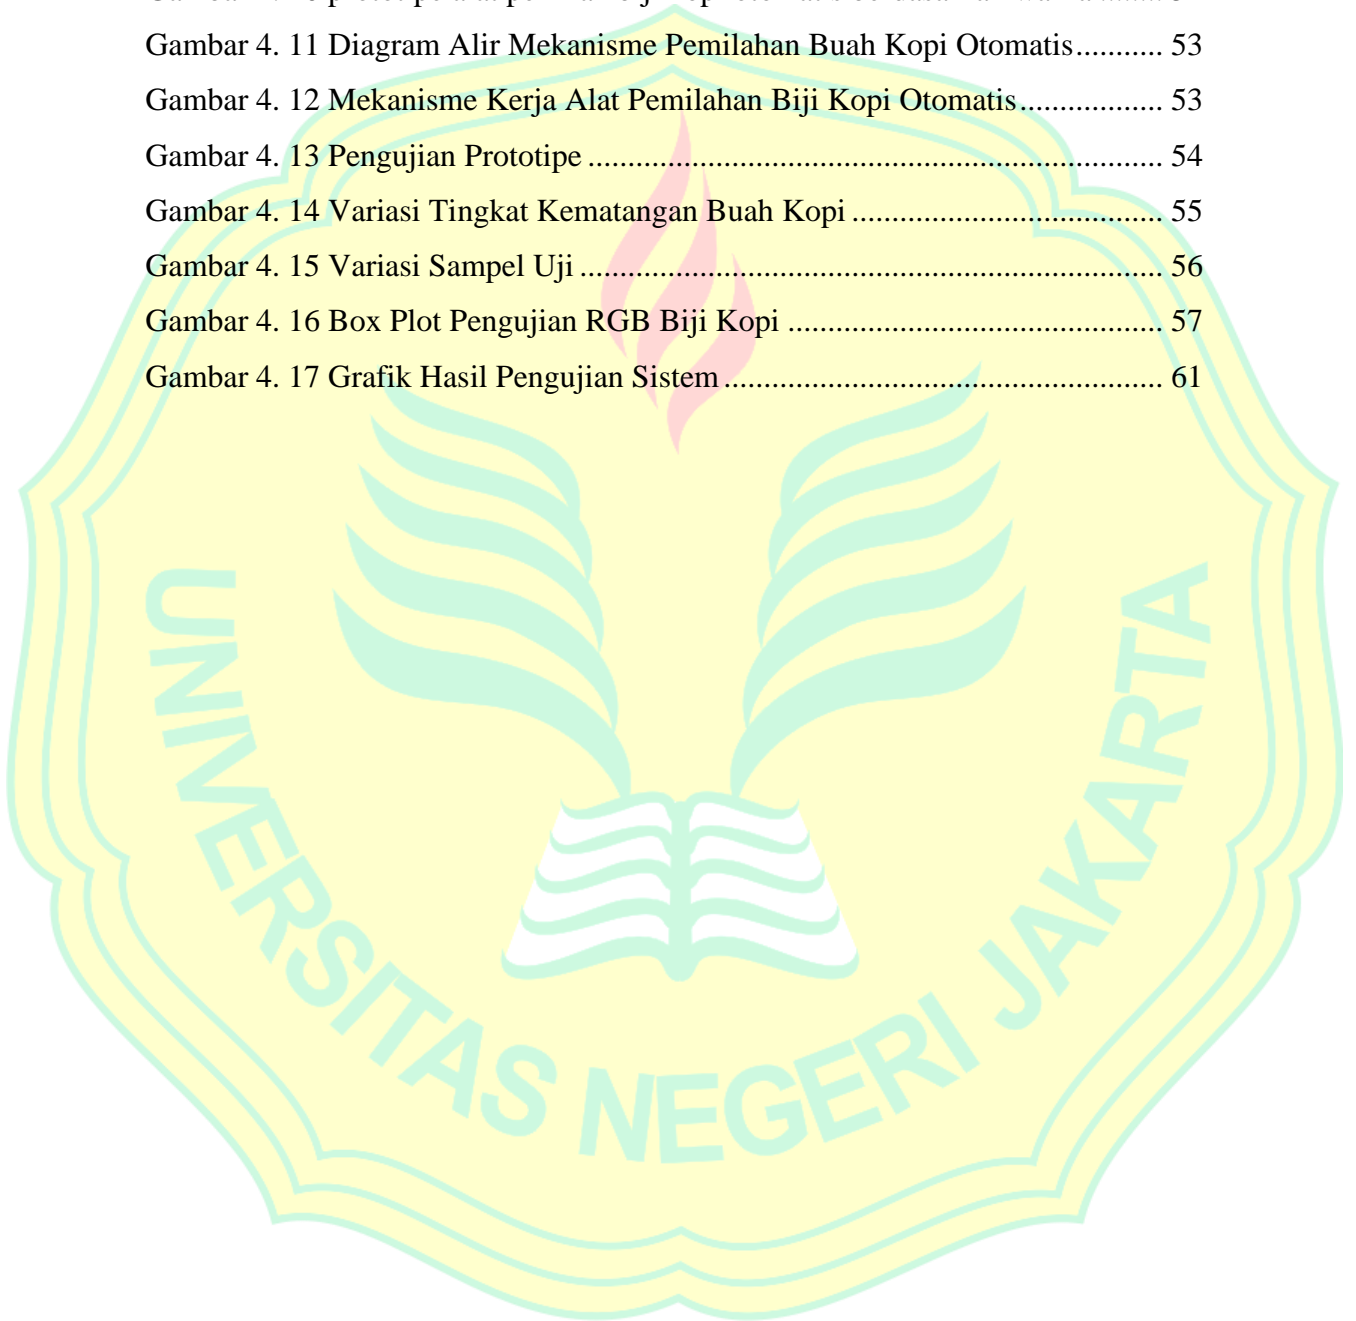 Gambar 4. 11 Diagram Alir Mekanisme Pemilahan Buah Kopi Otomatis........... 53
Gambar 4. 12 Mekanisme Kerja Alat Pemilahan Biji Kopi Otomatis.................. 53
Gambar 4. 13 Pengujian Prototipe ........................................................................ 54
Gambar 4. 14 Variasi Tingkat Kematangan Buah Kopi ....................................... 55
Gambar 4. 15 Variasi Sampel Uji ......................................................................... 56
Gambar 4. 16 Box Plot Pengujian RGB Biji Kopi ............................................... 57
Gambar 4. 17 Grafik Hasil Pengujian Sistem ....................................................... 61
UNIVERSITAS NEGERI JAKARTA